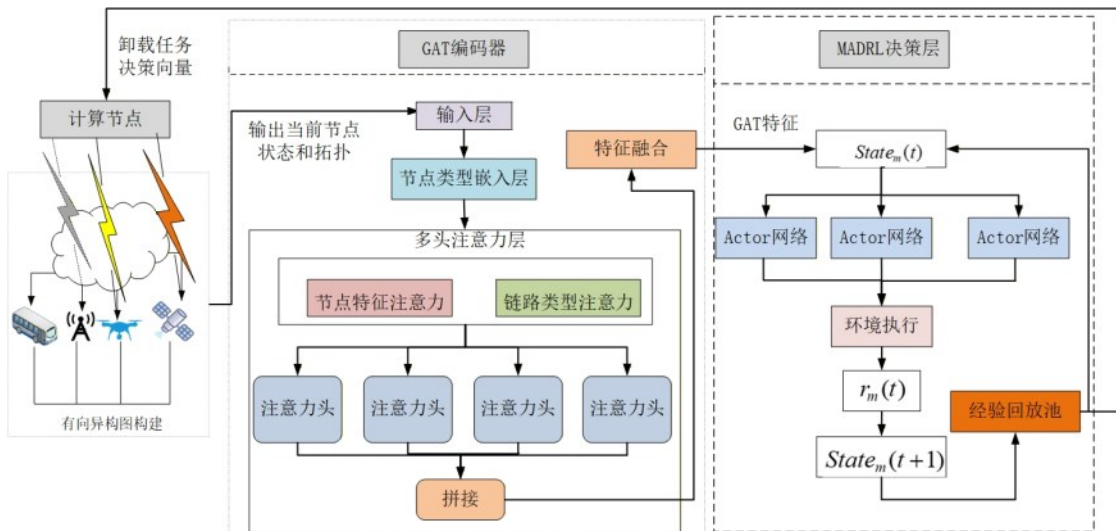 卸载任务
决策向量
计算节点
有向异构图构建
输出当前节点
状态和拓扑
GAT编码器
输入层
节点类型嵌入层
多头注意力层
节点特征注意力
链路类型注意力
注意力头
注意力头
注意力头
注意力头
拼接
特征融合
MADRL决策层
GAT特征
State_m(t)
Actor网络
Actor网络
Actor网络
环境执行
r_m(t)
State_m(t+1)
经验回放池